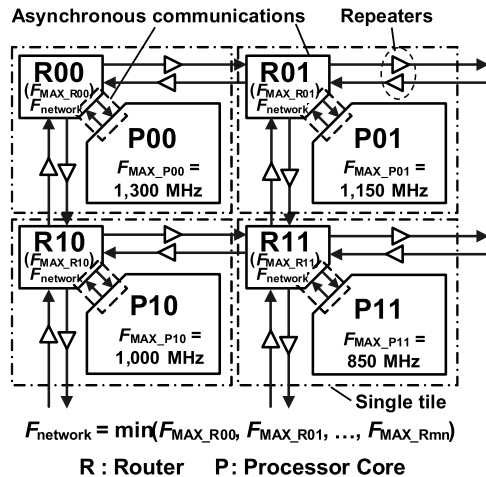 Asynchronous communications
Repeaters
R00
(FMAX_R00)
Fnetwork
P00
FMAX_P00 =
1,300 MHz
R01
(FMAX_R01)
Fnetwork
P01
FMAX_P01 =
1,150 MHz
R10
(FMAX_R10)
Fnetwork
P10
FMAX_P10 =
1,000 MHz
R11
(FMAX_R11)
Fnetwork
P11
FMAX_P11 =
850 MHz
Single tile
Fnetwork = min(FMAX_R00, FMAX_R01, ..., FMAX_Rmn)
R : Router P: Processor Core